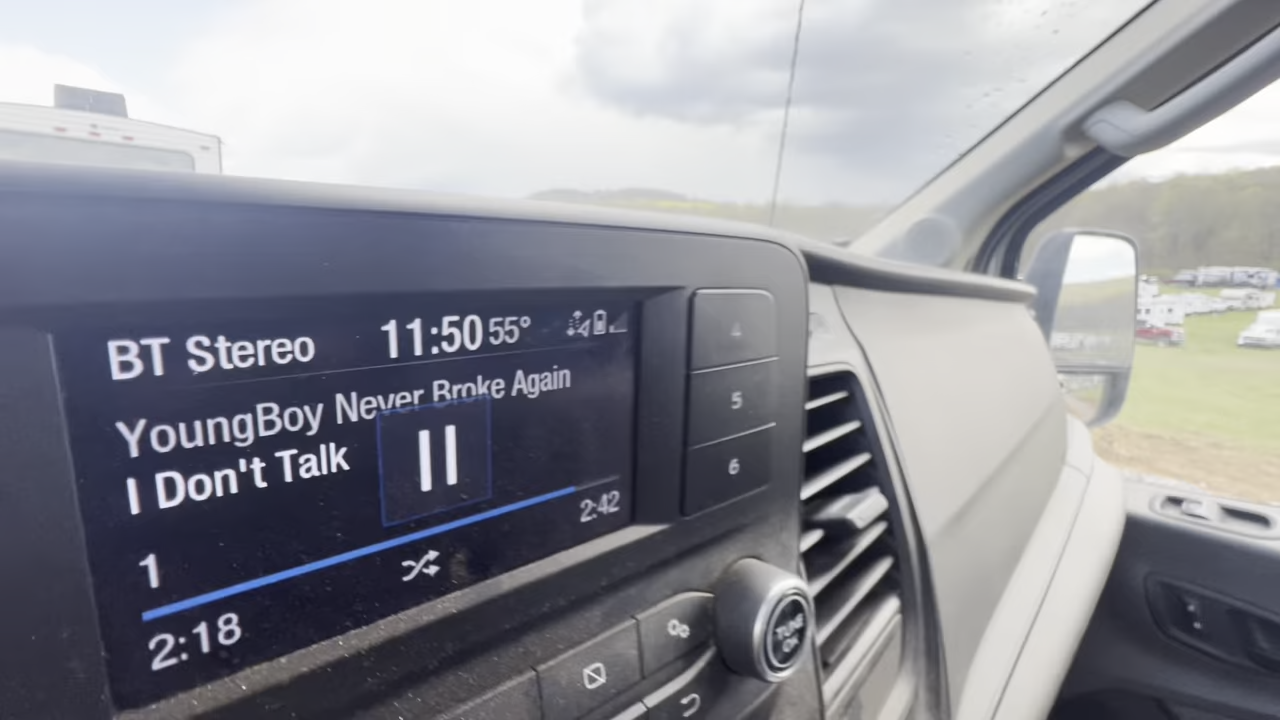 BT Stereo 11:50 55°
YoungBoy Never Broke Again
I Don't Talk
1
2:18
2:42
4
5
6
TUNE
OK